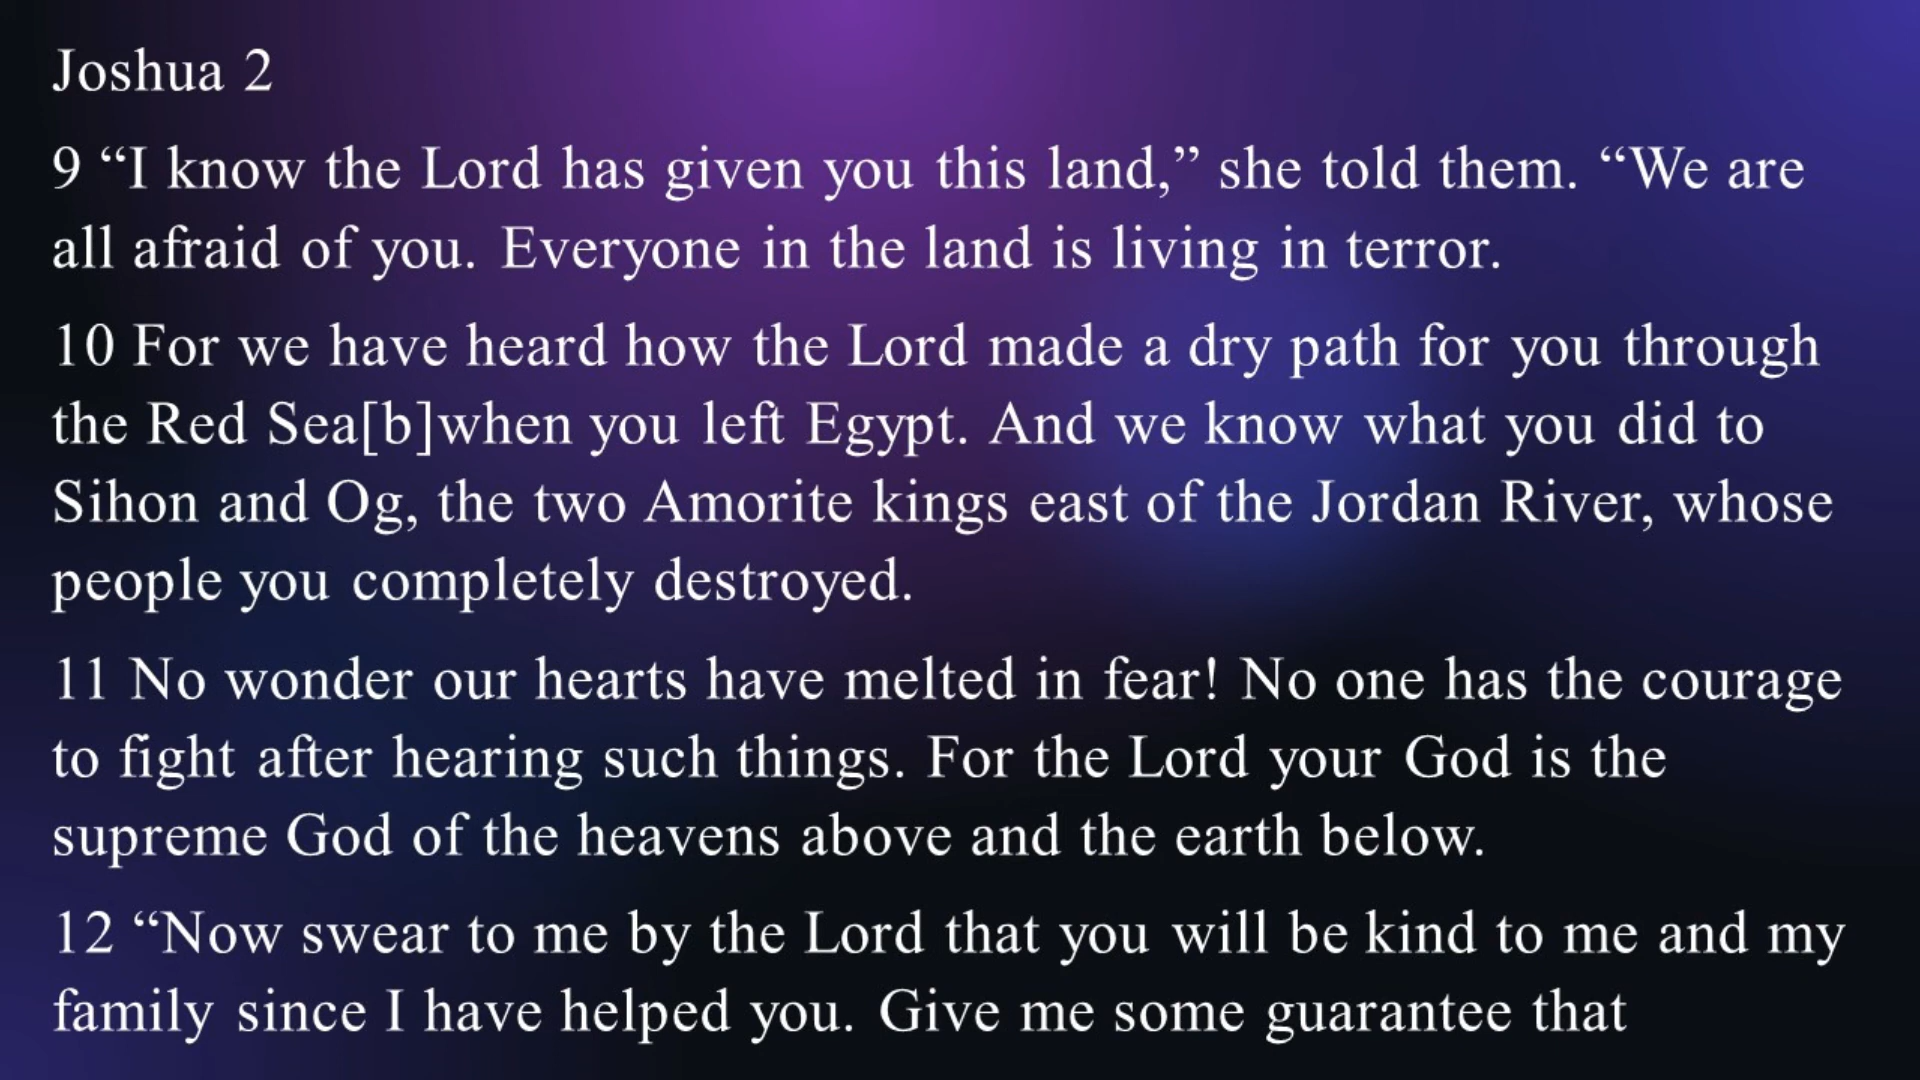 Joshua 2
9 “I know the Lord has given you this land,” she told them. “We are
all afraid of you. Everyone in the land is living in terror.
10 For we have heard how the Lord made a dry path for you through
the Red Sea[b]when you left Egypt. And we know what you did to
Sihon and Og, the two Amorite kings east of the Jordan River, whose
people you completely destroyed.
11 No wonder our hearts have melted in fear! No one has the courage
to fight after hearing such things. For the Lord your God is the
supreme God of the heavens above and the earth below.
12 “Now swear to me by the Lord that you will be kind to me and my
family since I have helped you. Give me some guarantee that